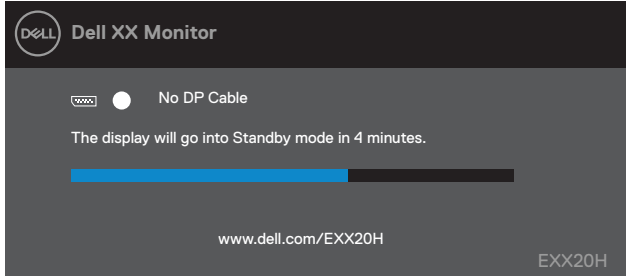 DELL
Dell XX Monitor
No DP Cable
The display will go into Standby mode in 4 minutes.
www.dell.com/EXX20H
EXX20H